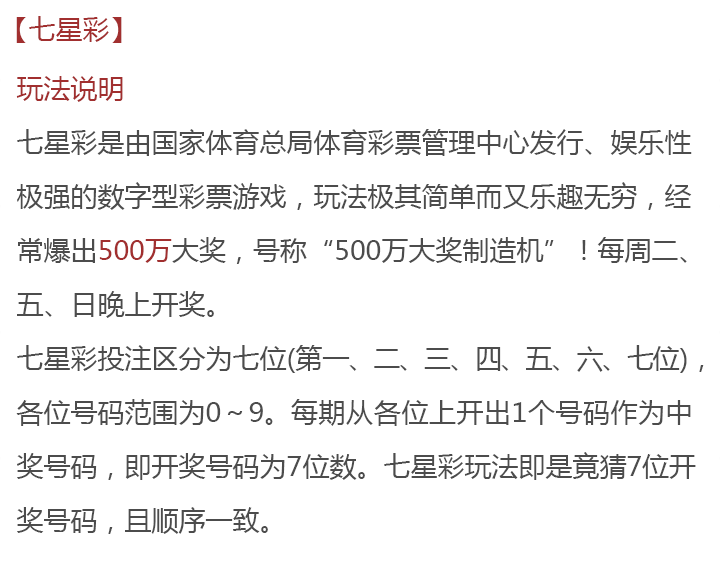 【七星彩】
玩法说明
七星彩是由国家体育总局体育彩票管理中心发行、娱乐性
极强的数字型彩票游戏，玩法极其简单而又乐趣无穷，经
常爆出500万大奖，号称“500万大奖制造机”！每周二、
五、日晚上开奖。
七星彩投注区分为七位(第一、二、三、四、五、六、七位)，
各位号码范围为0～9。每期从各位上开出1个号码作为中
奖号码，即开奖号码为7位数。七星彩玩法即是竟猜7位开
奖号码，且顺序一致。